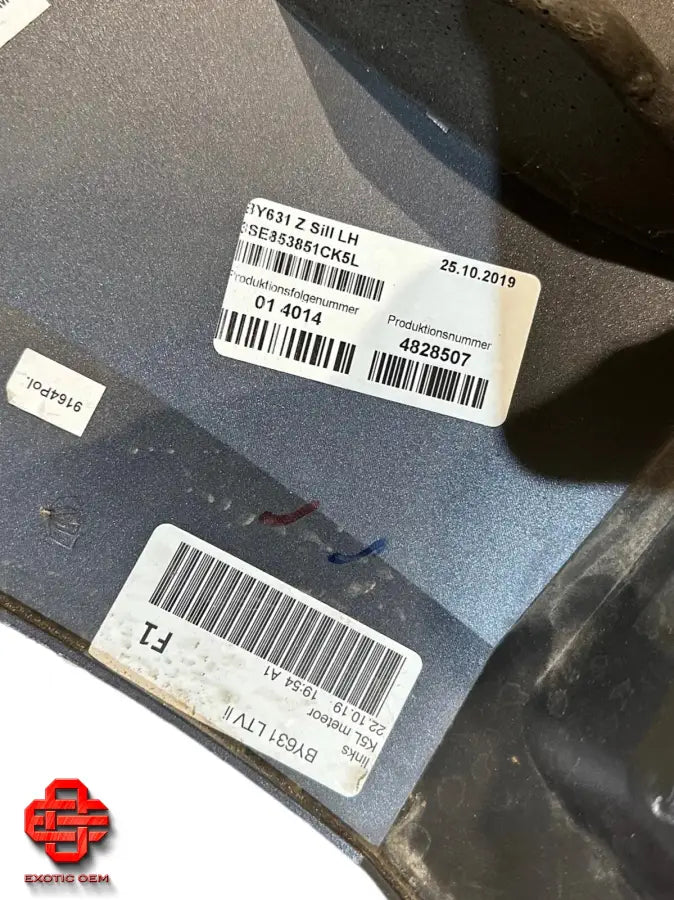 BY631 Z Sill LH
3SE853851CK5L
25.10.2019
Produktionsfolgenummer
01 4014
Produktionsnummer
4828507
9164Pol.
F1
BY631 LTV li
22.10.19 19:54 A1
K5L meteor
links
EXOTIC OEM